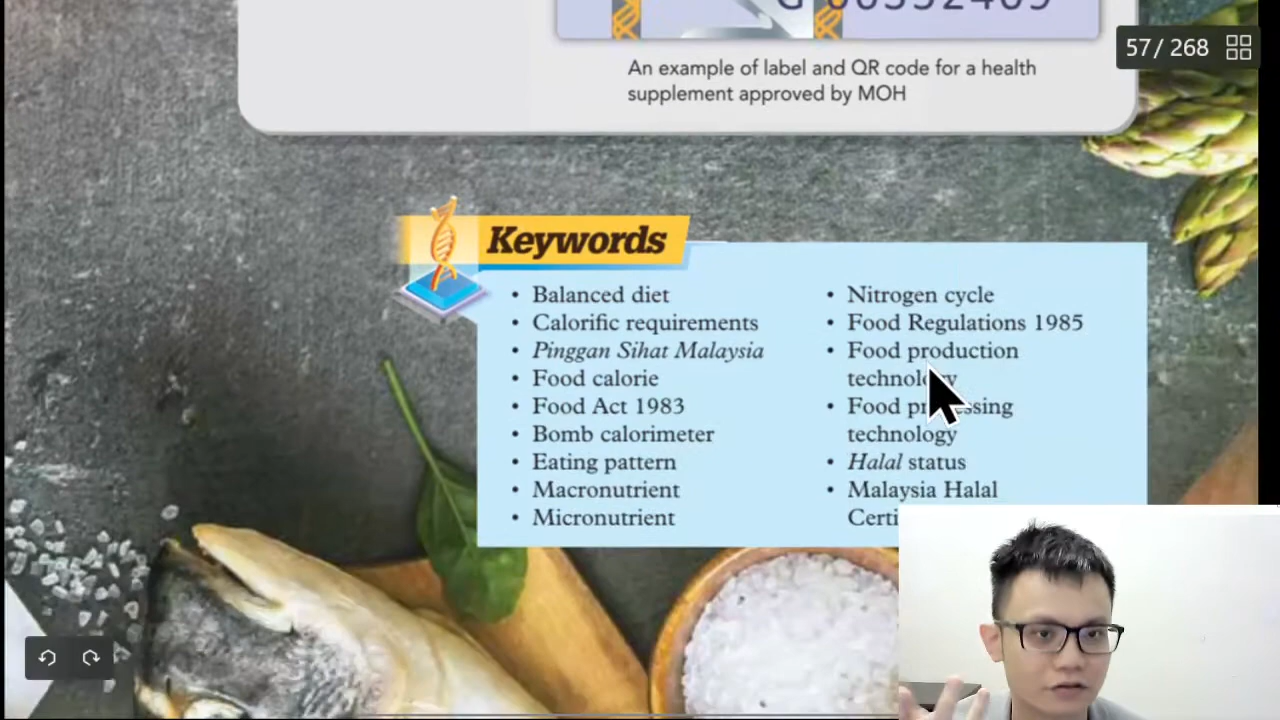 57/ 268
An example of label and QR code for a health
supplement approved by MOH
Keywords
• Balanced diet
• Calorific requirements
• Pinggan Sihat Malaysia
• Food calorie
• Food Act 1983
• Bomb calorimeter
• Eating pattern
• Macronutrient
• Micronutrient
• Nitrogen cycle
• Food Regulations 1985
• Food production
technology
• Food processing
technology
• Halal status
• Malaysia Halal